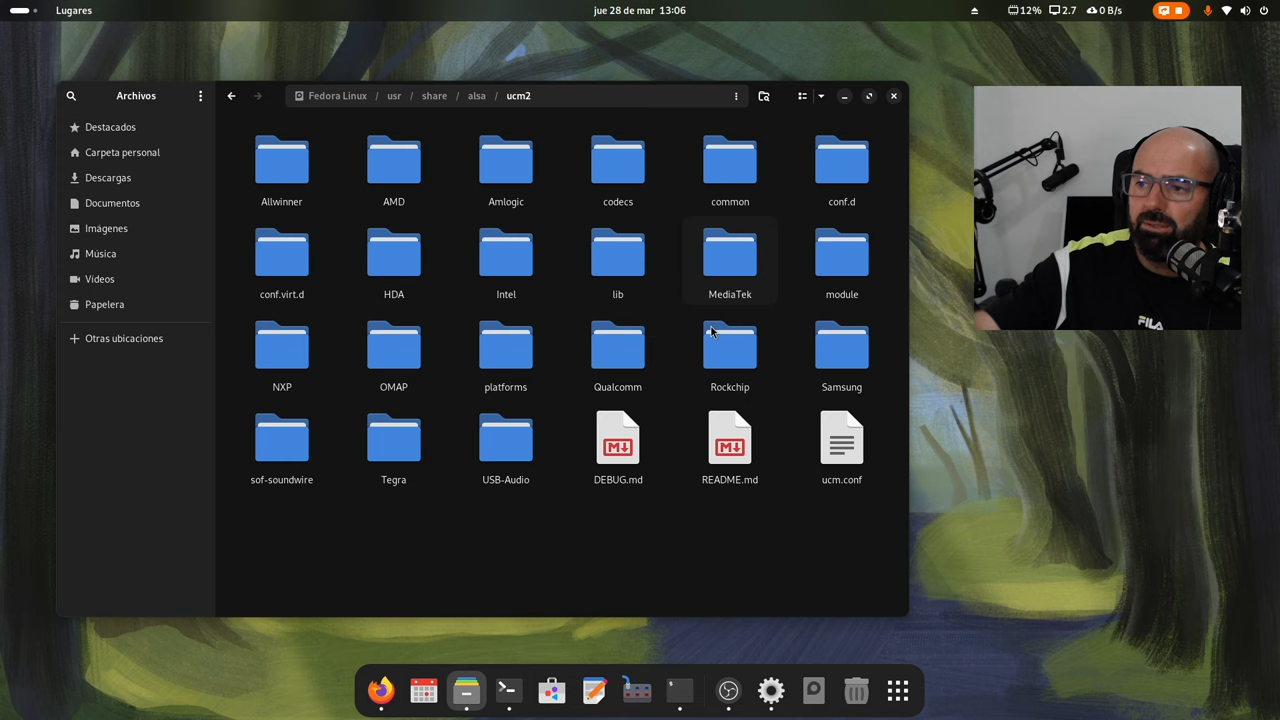 Lugares
jue 28 de mar 13:06
12% 2.7 0 B/s
Archivos
Fedora Linux / usr / share / alsa / ucm2
Destacados
Carpeta personal
Descargas
Documentos
Imágenes
Música
Vídeos
Papelera
Otras ubicaciones
Allwinner AMD Amlogic codecs common conf.d
conf.virt.d HDA Intel lib MediaTek module
NXP OMAP platforms Qualcomm Rockchip Samsung
M↓ M↓
sof-soundwire Tegra USB-Audio DEBUG.md README.md ucm.conf
FILA